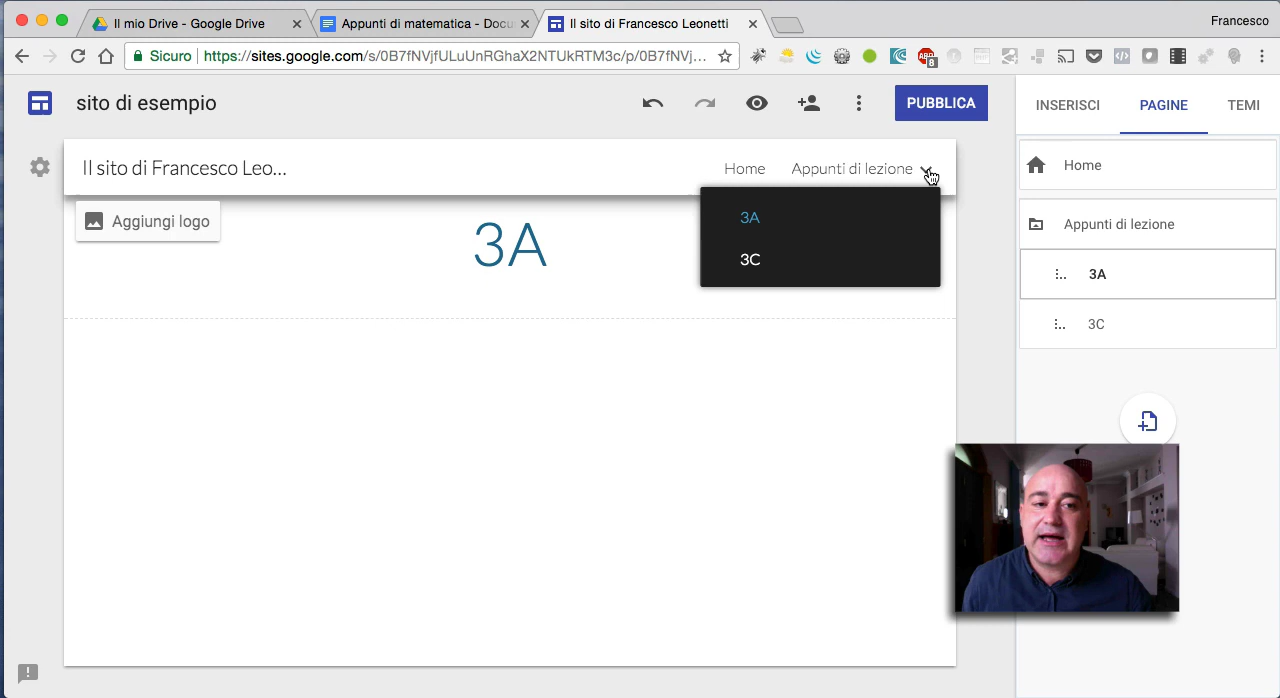 Il mio Drive - Google Drive
Appunti di matematica - Docu
Il sito di Francesco Leonetti
Francesco
Sicuro | https://sites.google.com/s/0B7fNVjfULuUnRGhaX2NTUkRTM3c/p/0B7fNVj...
ABP
8
sito di esempio
PUBBLICA
INSERISCI
PAGINE
TEMI
Il sito di Francesco Leo...
Home
Appunti di lezione
Aggiungi logo
3A
3A
3C
Home
Appunti di lezione
3A
3C